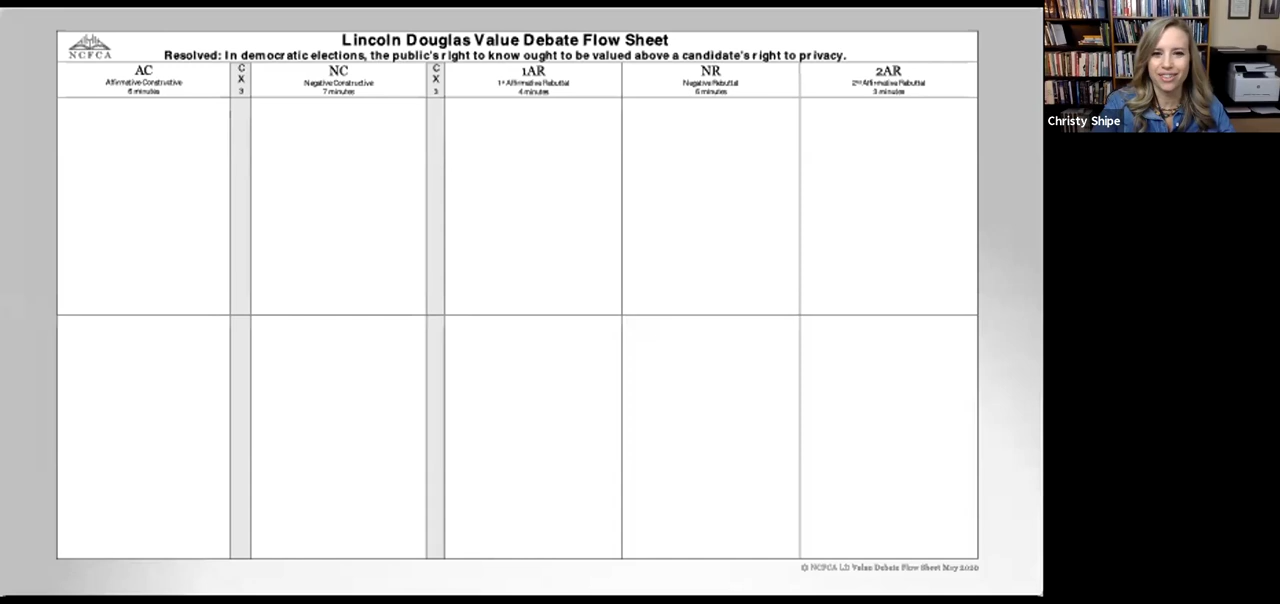 NCFCA
Lincoln Douglas Value Debate Flow Sheet
Resolved: In democratic elections, the public's right to know ought to be valued above a candidate's right to privacy.
AC
Affirmative Constructive
6 minutes
C
X
3
NC
Negative Constructive
7 minutes
C
X
3
1AR
1st Affirmative Rebuttal
4 minutes
NR
Negative Rebuttal
6 minutes
2AR
2nd Affirmative Rebuttal
3 minutes
© NCFCA LD Value Debate Flow Sheet May 2020
Christy Shipe